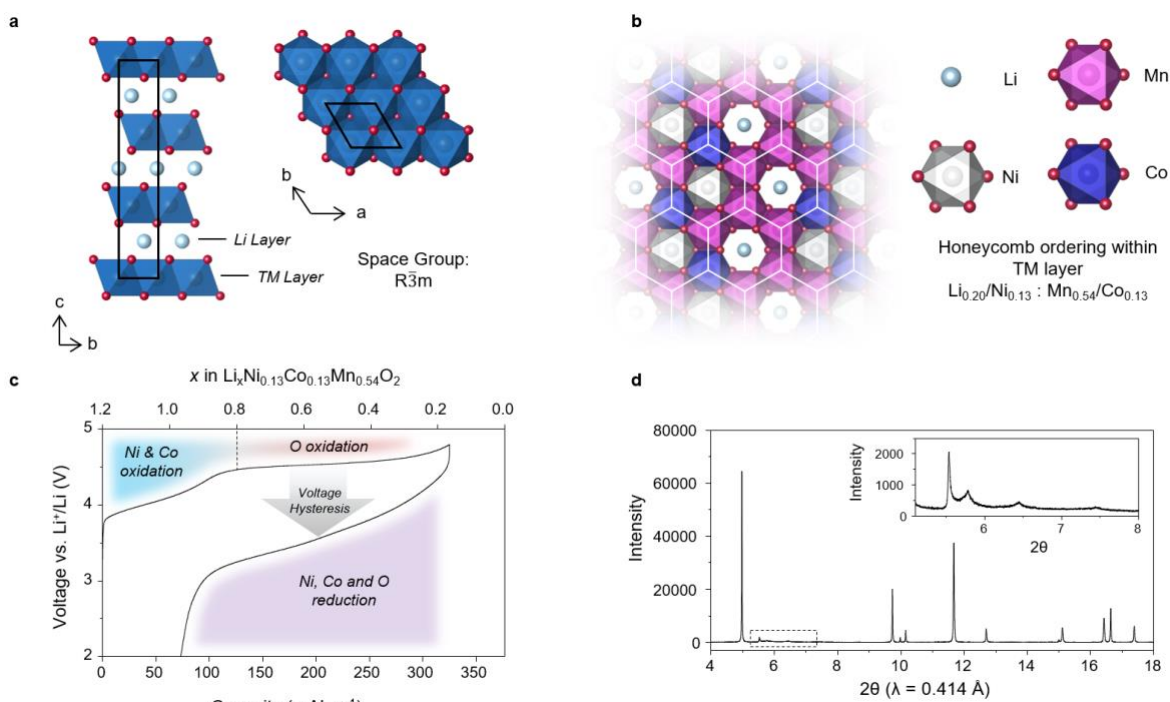 a
Li Layer
TM Layer
c
b
b
a
Space Group:
R3̅m
b
Li
Mn
Ni
Co
Honeycomb ordering within
TM layer
Li0.20/Ni0.13 : Mn0.54/Co0.13
c
x in LixNi0.13Co0.13Mn0.54O2
1.2 1.0 0.8 0.6 0.4 0.2 0.0
5
4
3
2
Voltage vs. Li+/Li (V)
Ni & Co
oxidation
O oxidation
Voltage
Hysteresis
Ni, Co and O
reduction
0 50 100 150 200 250 300 350
d
80000
60000
40000
20000
0
Intensity
2000
1000
0
Intensity
6 7 8
2θ
4 6 8 10 12 14 16 18
2θ (λ = 0.414 Å)